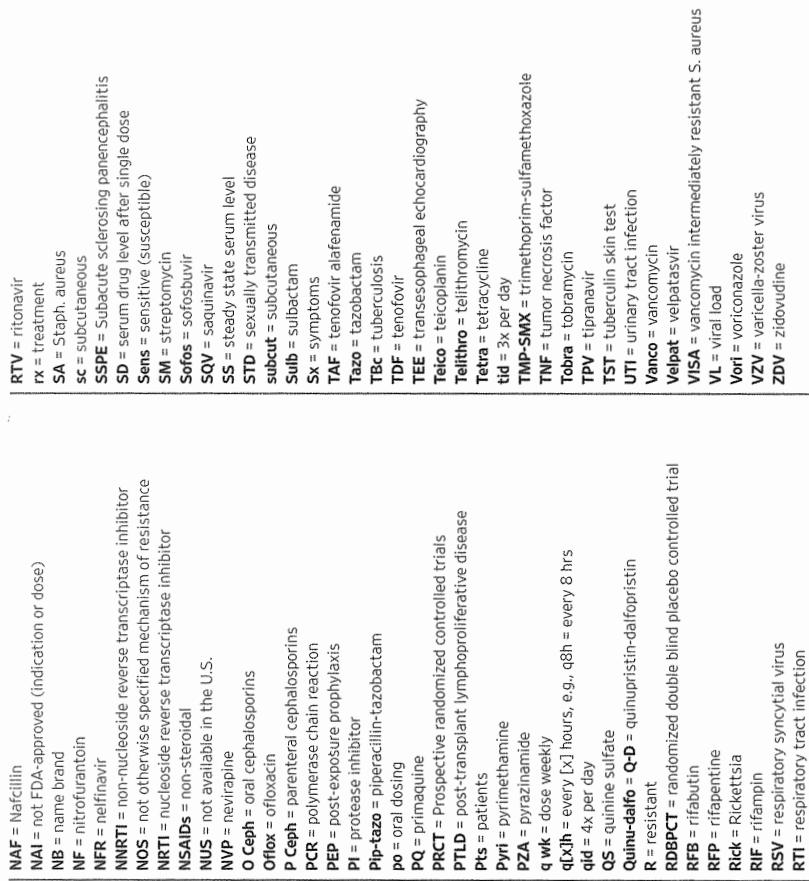 NAF = Nafcillin
NAI = not FDA-approved (indication or dose)
NB = name brand
NF = nitrofurantoin
NFR = nelfinavir
NNRTI = non-nucleoside reverse transcriptase inhibitor
NOS = not otherwise specified mechanism of resistance
NRTI = nucleoside reverse transcriptase inhibitor
NSAIDs = non-steroidal
NUS = not available in the U.S.
NVP = nevirapine
O Ceph = oral cephalosporins
Oflox = ofloxacin
P Ceph = parenteral cephalosporins
PCR = polymerase chain reaction
PEP = post-exposure prophylaxis
PI = protease inhibitor
Pip-tazo = piperacillin-tazobactam
po = oral dosing
PQ = primaquine
PRCT = Prospective randomized controlled trials
PTLD = post-transplant lymphoproliferative disease
Pts = patients
Pyri = pyrimethamine
PZA = pyrazinamide
q wk = dose weekly
q[x]h = every [x] hours, e.g., q8h = every 8 hrs
qid = 4x per day
QS = quinine sulfate
Quinu-dalfo = Q-D = quinupristin-dalfopristin
R = resistant
RDBPCT = randomized double blind placebo controlled trial
RFB = rifabutin
RFP = rifapentine
Rick = Rickettsia
RIF = rifampin
RSV = respiratory syncytial virus
RTI = respiratory tract infection
RTV = ritonavir
rx = treatment
SA = Staph. aureus
sc = subcutaneous
SSPE = Subacute sclerosing panencephalitis
SD = serum drug level after single dose
Sens = sensitive (susceptible)
SM = streptomycin
Sofos = sofosbuvir
SQV = saquinavir
SS = steady state serum level
STD = sexually transmitted disease
subcut = subcutaneous
Sulb = sulbactam
Sx = symptoms
TAF = tenofovir alafenamide
Tazo = tazobactam
TBc = tuberculosis
TDF = tenofovir
TEE = transesophageal echocardiography
Teico = teicoplanin
Telithro = telithromycin
Tetra = tetracycline
tid = 3x per day
TMP-SMX = trimethoprim-sulfamethoxazole
TNF = tumor necrosis factor
Tobra = tobramycin
TPV = tipranavir
TST = tuberculin skin test
UTI = urinary tract infection
Vanco = vancomycin
Velpat = velpatasvir
VISA = vancomycin intermediately resistant S. aureus
VL = viral load
Vori = voriconazole
VZV = varicella-zoster virus
ZDV = zidovudine